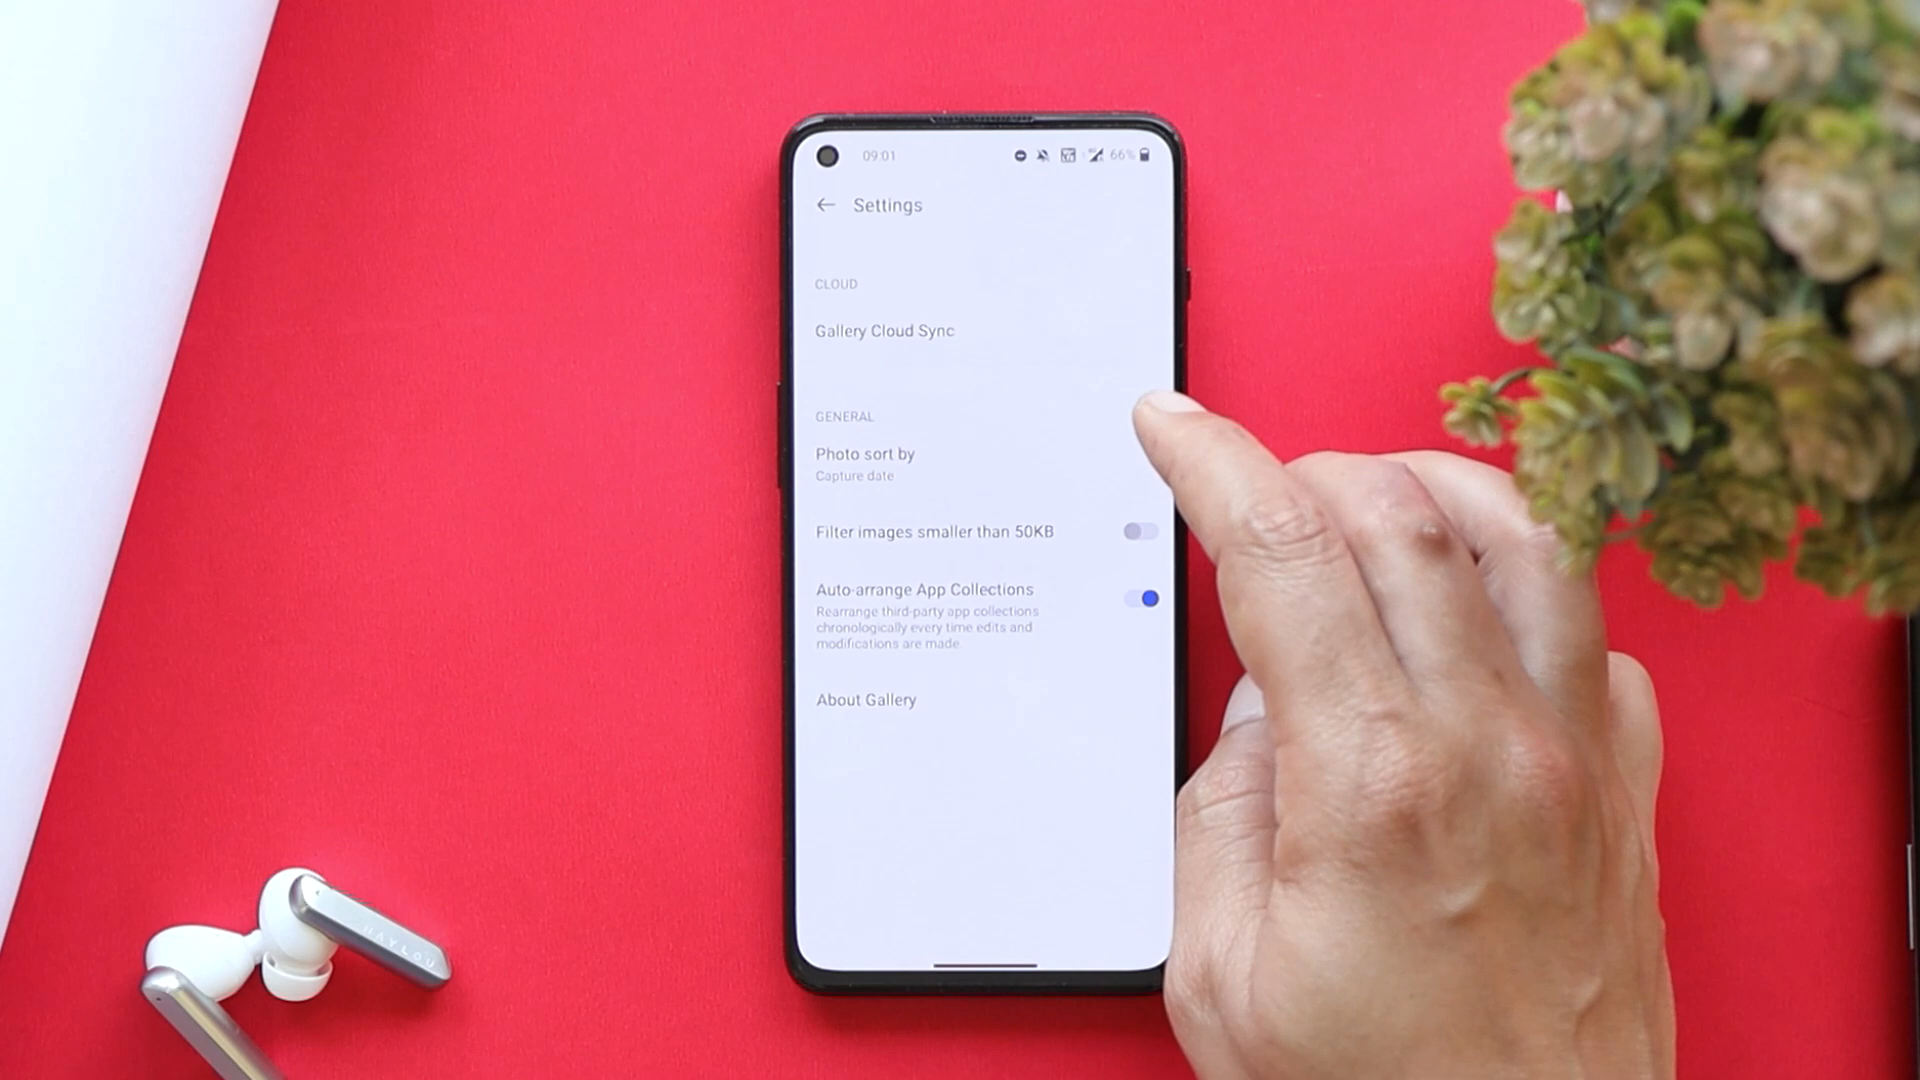 09:01
66%
Settings
CLOUD
Gallery Cloud Sync
GENERAL
Photo sort by
Capture date
Filter images smaller than 50KB
Auto-arrange App Collections
Rearrange third-party app collections
chronologically every time edits and
modifications are made.
About Gallery
HAYLOU